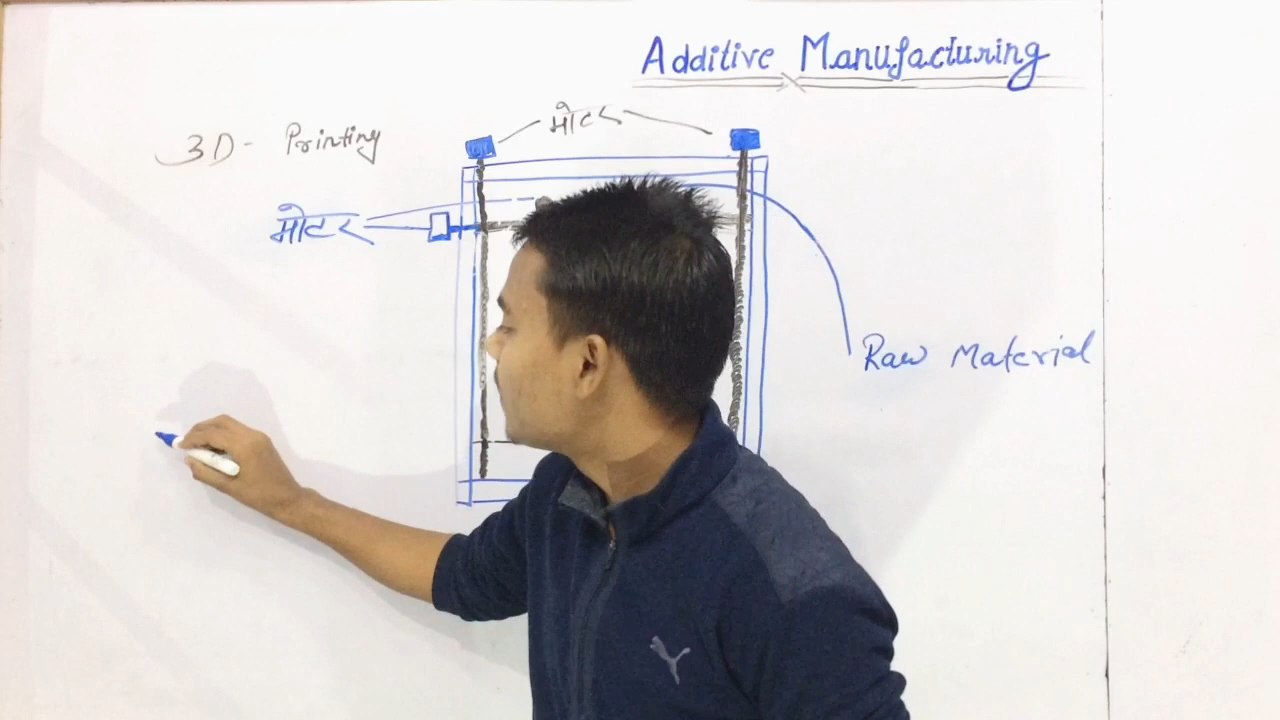 Additive Manufacturing
मोटर
3D- Printing
मोटर
Raw Material